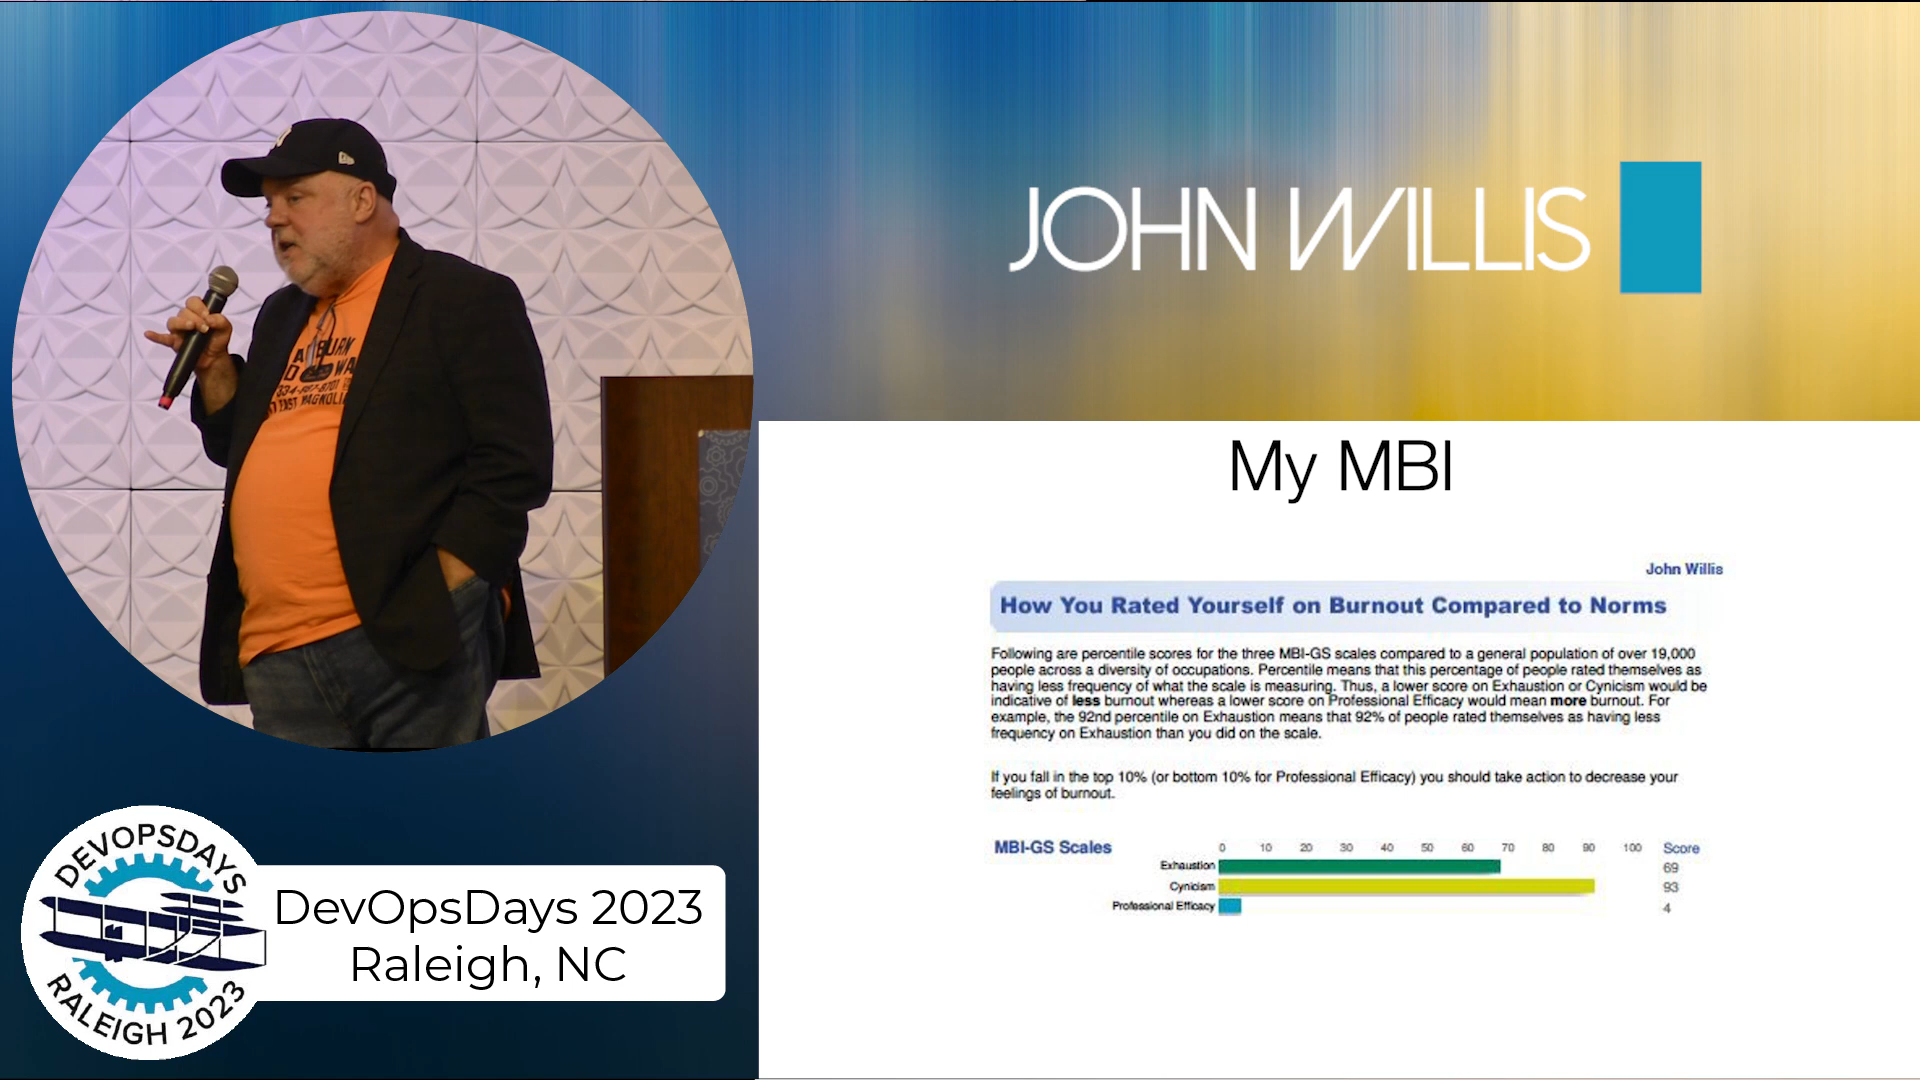 JOHN WILLIS
My MBI
John Willis
How You Rated Yourself on Burnout Compared to Norms
Following are percentile scores for the three MBI-GS scales compared to a general population of over 19,000
people across a diversity of occupations. Percentile means that this percentage of people rated themselves as
having less frequency of what the scale is measuring. Thus, a lower score on Exhaustion or Cynicism would be
indicative of less burnout whereas a lower score on Professional Efficacy would mean more burnout. For
example, the 92nd percentile on Exhaustion means that 92% of people rated themselves as having less
frequency on Exhaustion than you did on the scale.
If you fall in the top 10% (or bottom 10% for Professional Efficacy) you should take action to decrease your
feelings of burnout.
MBI-GS Scales 0 10 20 30 40 50 60 70 80 90 100 Score
Exhaustion 69
Cynicism 93
Professional Efficacy 4
DEVOPSDAYS
RALEIGH 2023
DevOpsDays 2023
Raleigh, NC